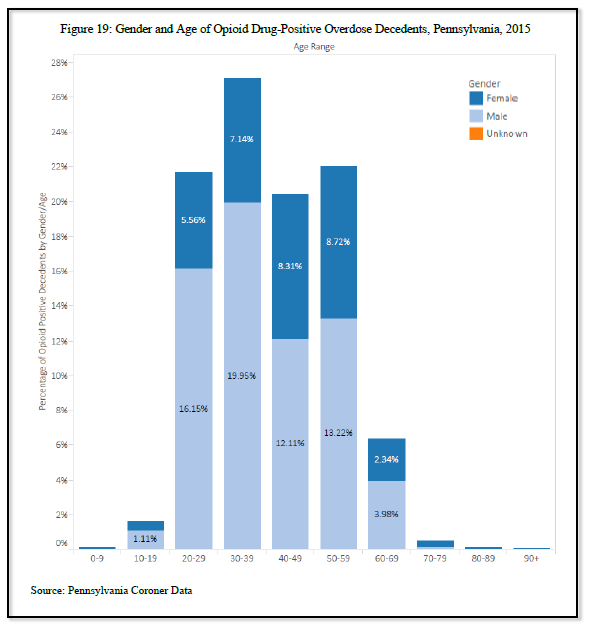 Figure 19: Gender and Age of Opioid Drug-Positive Overdose Decedents, Pennsylvania, 2015
Age Range
Percentage of Opioid Positive Decedents by Gender/Age
28%
26%
24%
22%
20%
18%
16%
14%
12%
10%
8%
6%
4%
2%
0%
Gender
Female
Male
Unknown
1.11%
5.56%
16.15%
7.14%
19.95%
8.31%
12.11%
8.72%
13.22%
2.34%
3.98%
0-9 10-19 20-29 30-39 40-49 50-59 60-69 70-79 80-89 90+
Source: Pennsylvania Coroner Data